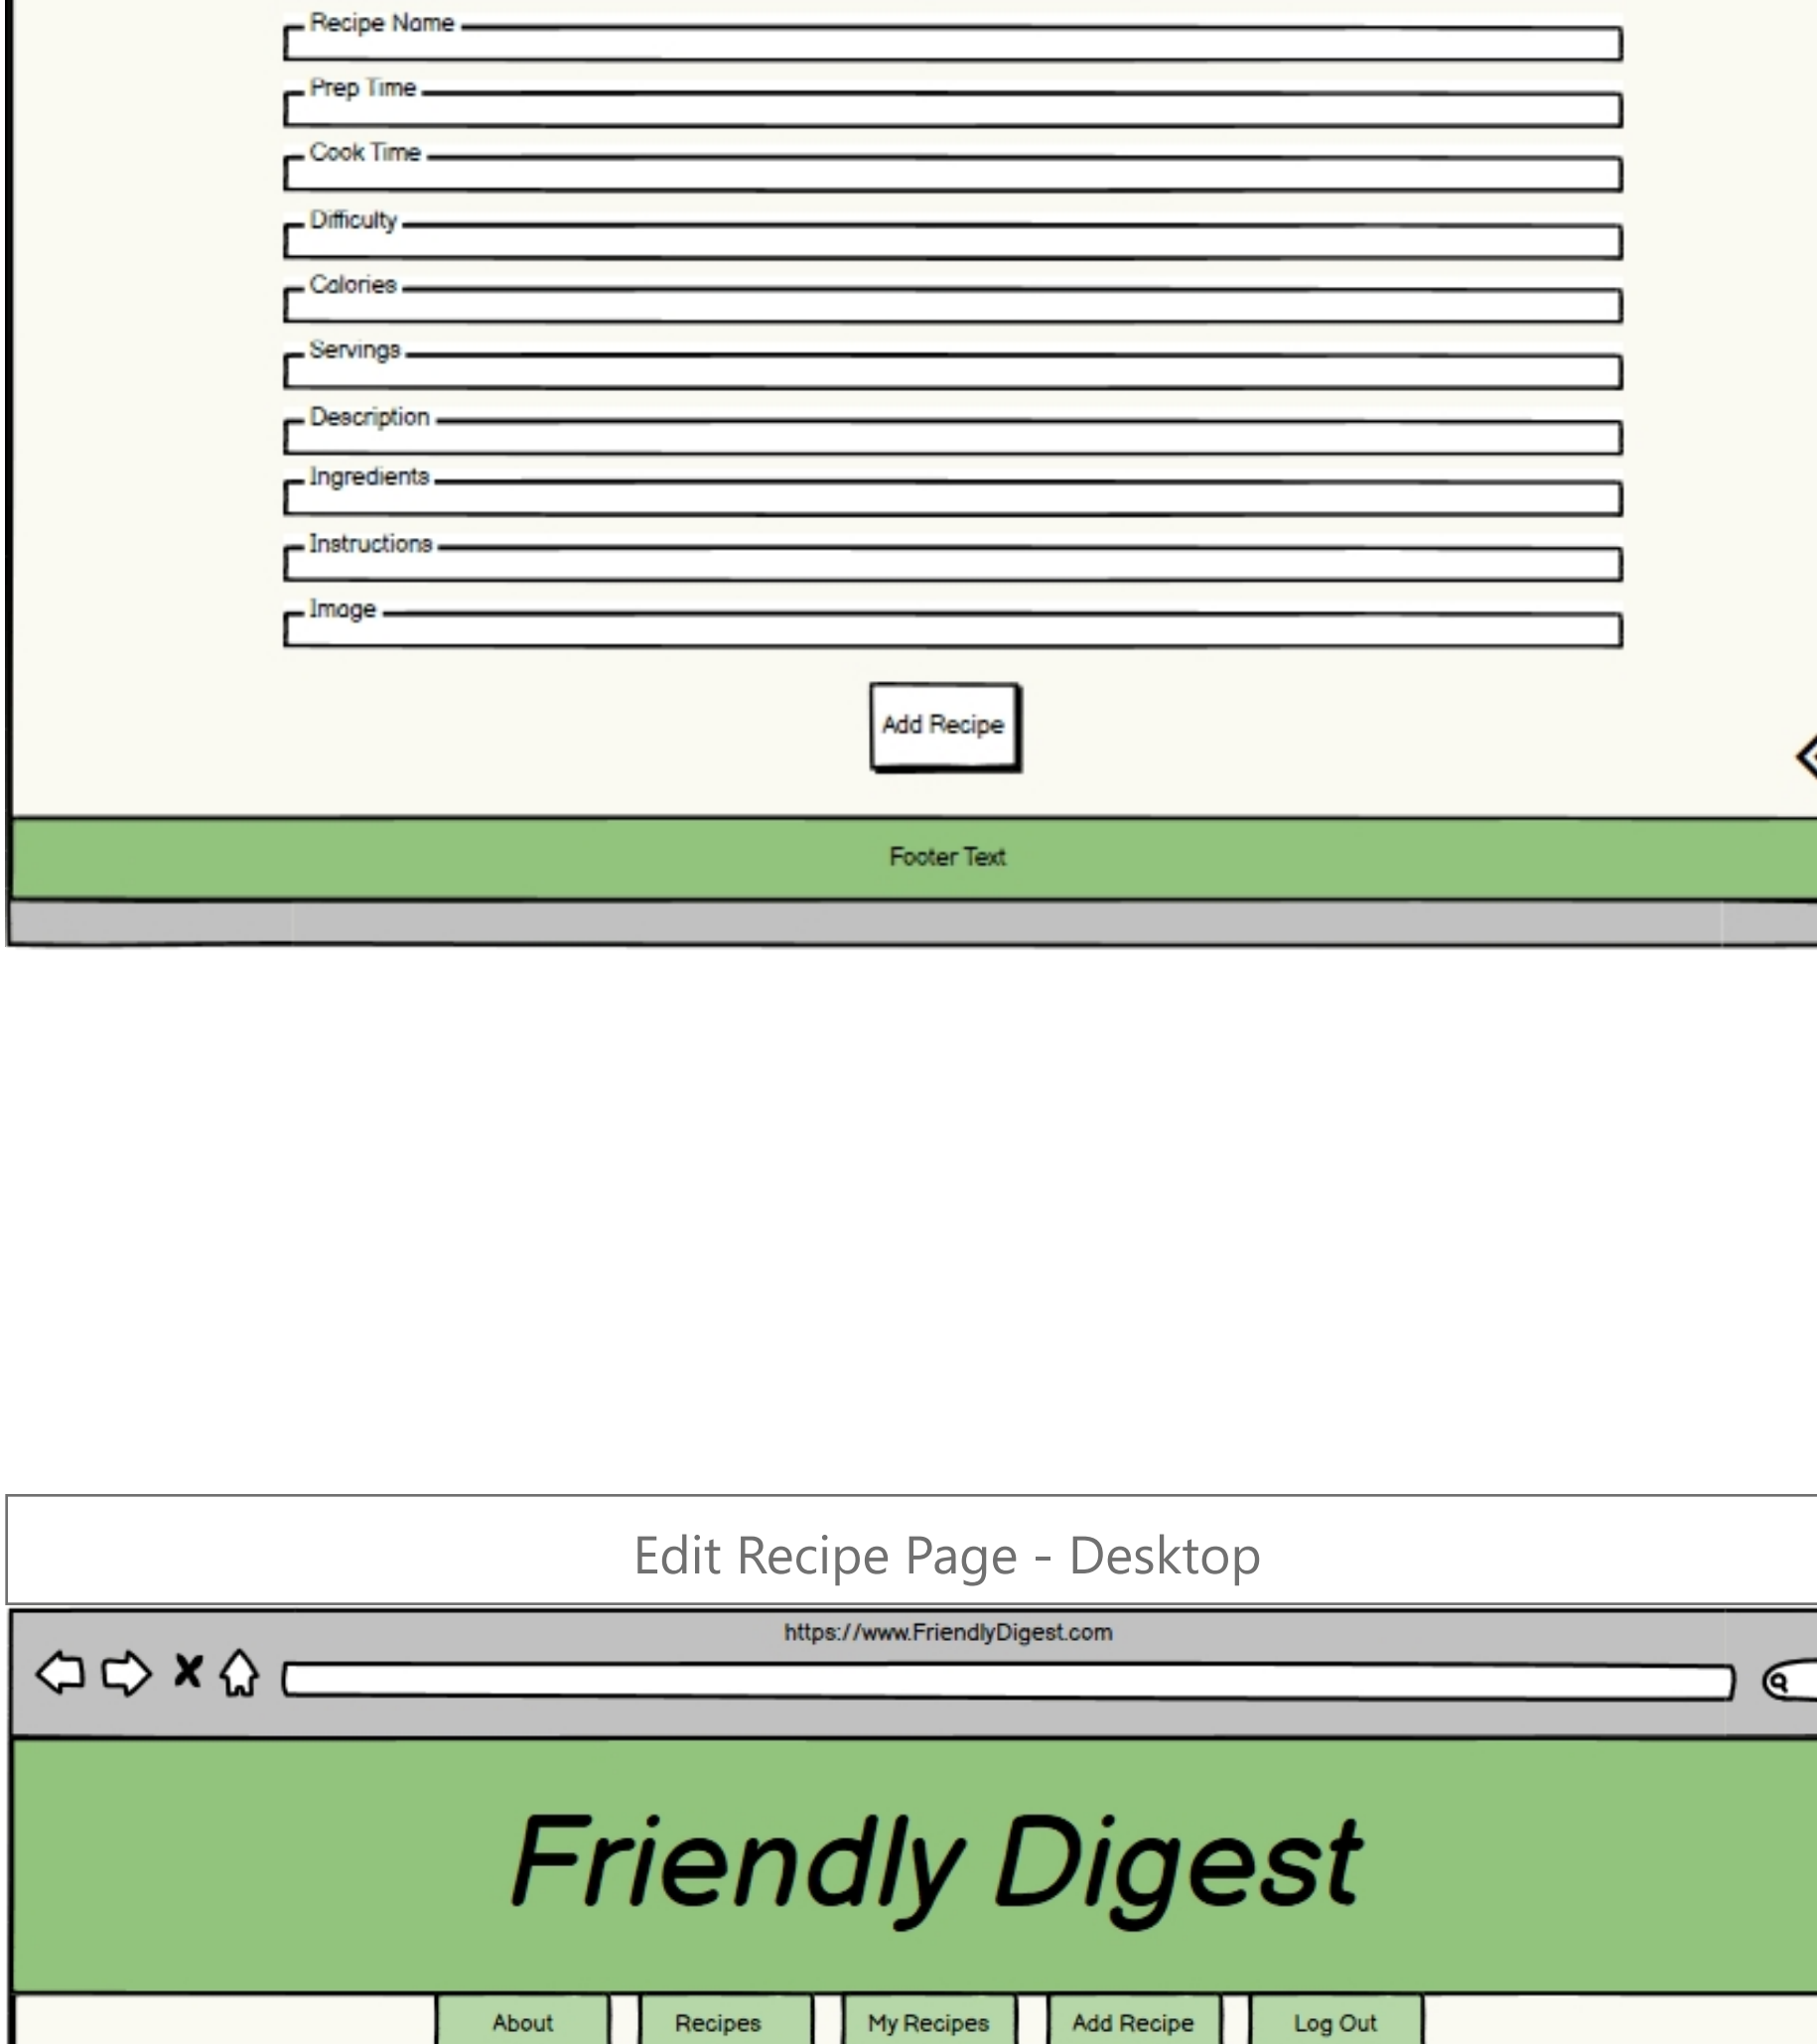 Recipe Name
Prep Time
Cook Time
Difficulty
Calories
Servings
Description
Ingredients
Instructions
Image
Add Recipe
Footer Text
Edit Recipe Page - Desktop
https://www.FriendlyDigest.com
Friendly Digest
About Recipes My Recipes Add Recipe Log Out